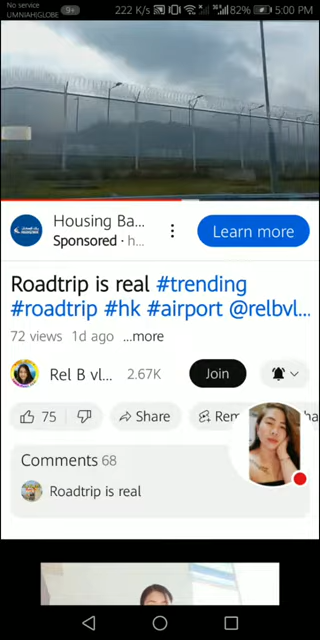 No service
UMNIAH|GLOBE
9+
222 K/s
82%
5:00 PM
Housing Ba...
Sponsored · h...
Learn more
Roadtrip is real #trending
#roadtrip #hk #airport @relbvl...
72 views 1d ago ...more
Rel B vl... 2.67K
Join
75
Share
Rem
Comments 68
Roadtrip is real